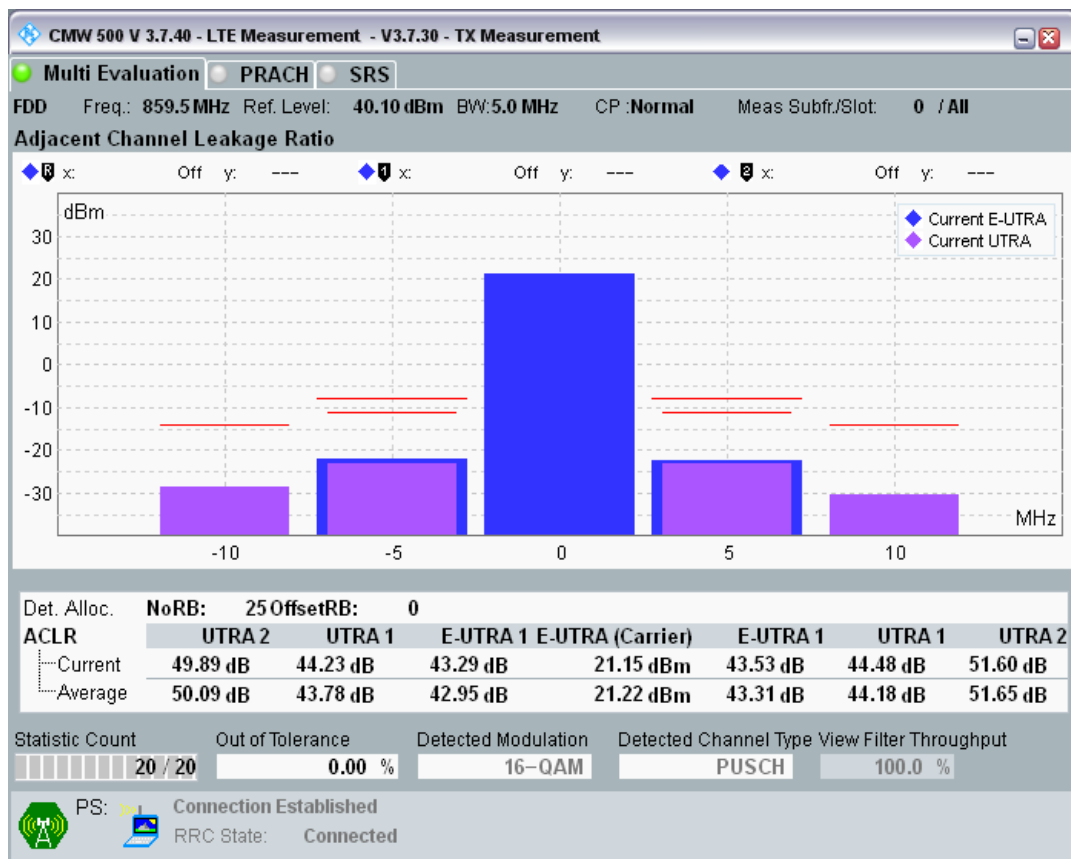 CMW 500 V 3.7.40 - LTE Measurement - V3.7.30 - TX Measurement
Multi Evaluation PRACH SRS
FDD Freq.: 859.5 MHz Ref. Level: 40.10 dBm BW:5.0 MHz CP :Normal Meas Subfr./Slot: 0 / All
Adjacent Channel Leakage Ratio
R x: Off y: --- 1 x: Off y: --- 2 x: Off y: ---
dBm
Current E-UTRA
Current UTRA
30
20
10
0
-10
-20
-30
MHz
-10 -5 0 5 10
Det. Alloc. NoRB: 25 OffsetRB: 0
ACLR UTRA 2 UTRA 1 E-UTRA 1 E-UTRA (Carrier) E-UTRA 1 UTRA 1 UTRA 2
Current 49.89 dB 44.23 dB 43.29 dB 21.15 dBm 43.53 dB 44.48 dB 51.60 dB
Average 50.09 dB 43.78 dB 42.95 dB 21.22 dBm 43.31 dB 44.18 dB 51.65 dB
Statistic Count Out of Tolerance Detected Modulation Detected Channel Type View Filter Throughput
20 / 20 0.00 % 16-QAM PUSCH 100.0 %
PS: Connection Established
RRC State: Connected